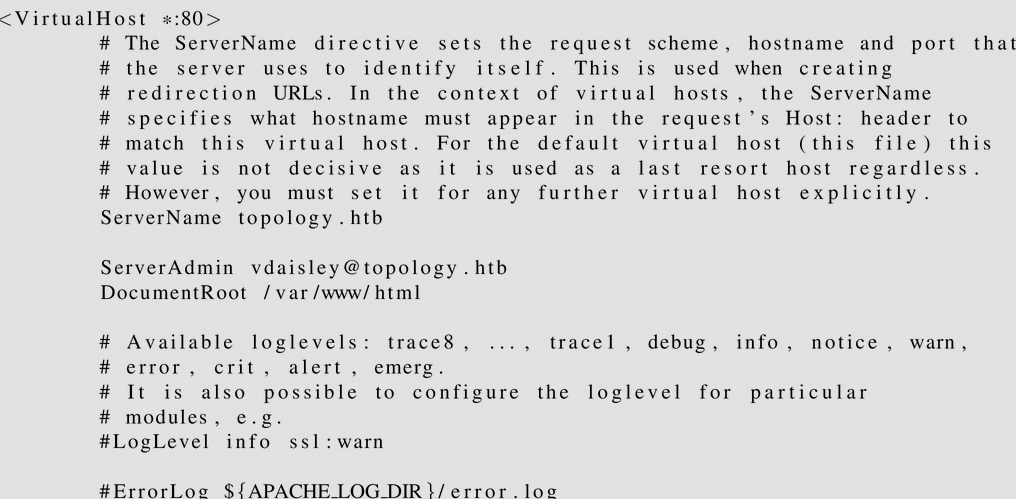 <VirtualHost *:80>
# The ServerName directive sets the request scheme, hostname and port that
# the server uses to identify itself. This is used when creating
# redirection URLs. In the context of virtual hosts, the ServerName
# specifies what hostname must appear in the request's Host: header to
# match this virtual host. For the default virtual host (this file) this
# value is not decisive as it is used as a last resort host regardless.
# However, you must set it for any further virtual host explicitly.
ServerName topology.htb
ServerAdmin vdaisley@topology.htb
DocumentRoot /var/www/html
# Available loglevels: trace8, ..., trace1, debug, info, notice, warn,
# error, crit, alert, emerg.
# It is also possible to configure the loglevel for particular
# modules, e.g.
#LogLevel info ssl:warn
#ErrorLog ${APACHE_LOG_DIR}/error.log